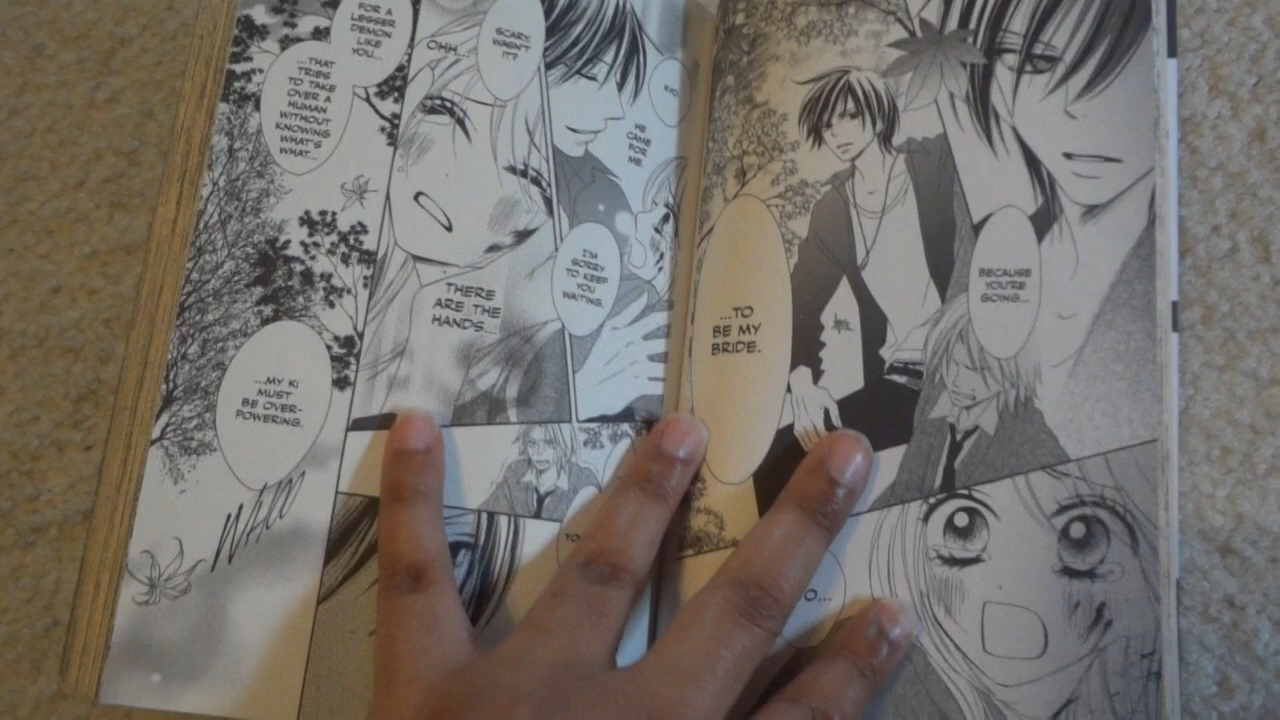 BECAUSE
YOU'RE
GOING...
...TO
BE MY
BRIDE.
O...
HE
CAME
FOR
ME.
I'M
SORRY
TO KEEP
YOU
WAITING.
SCARY,
WASN'T
IT?
OHH...
THERE
ARE THE
HANDS...
FOR A
LESSER
DEMON
LIKE
YOU...
...THAT
TRIES
TO TAKE
OVER A
HUMAN
WITHOUT
KNOWING
WHAT'S
WHAT...
...MY KI
MUST
BE OVER-
POWERING.